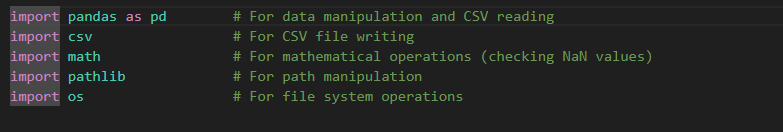 import pandas as pd        # For data manipulation and CSV reading
import csv                 # For CSV file writing
import math                # For mathematical operations (checking NaN values)
import pathlib             # For path manipulation
import os                  # For file system operations